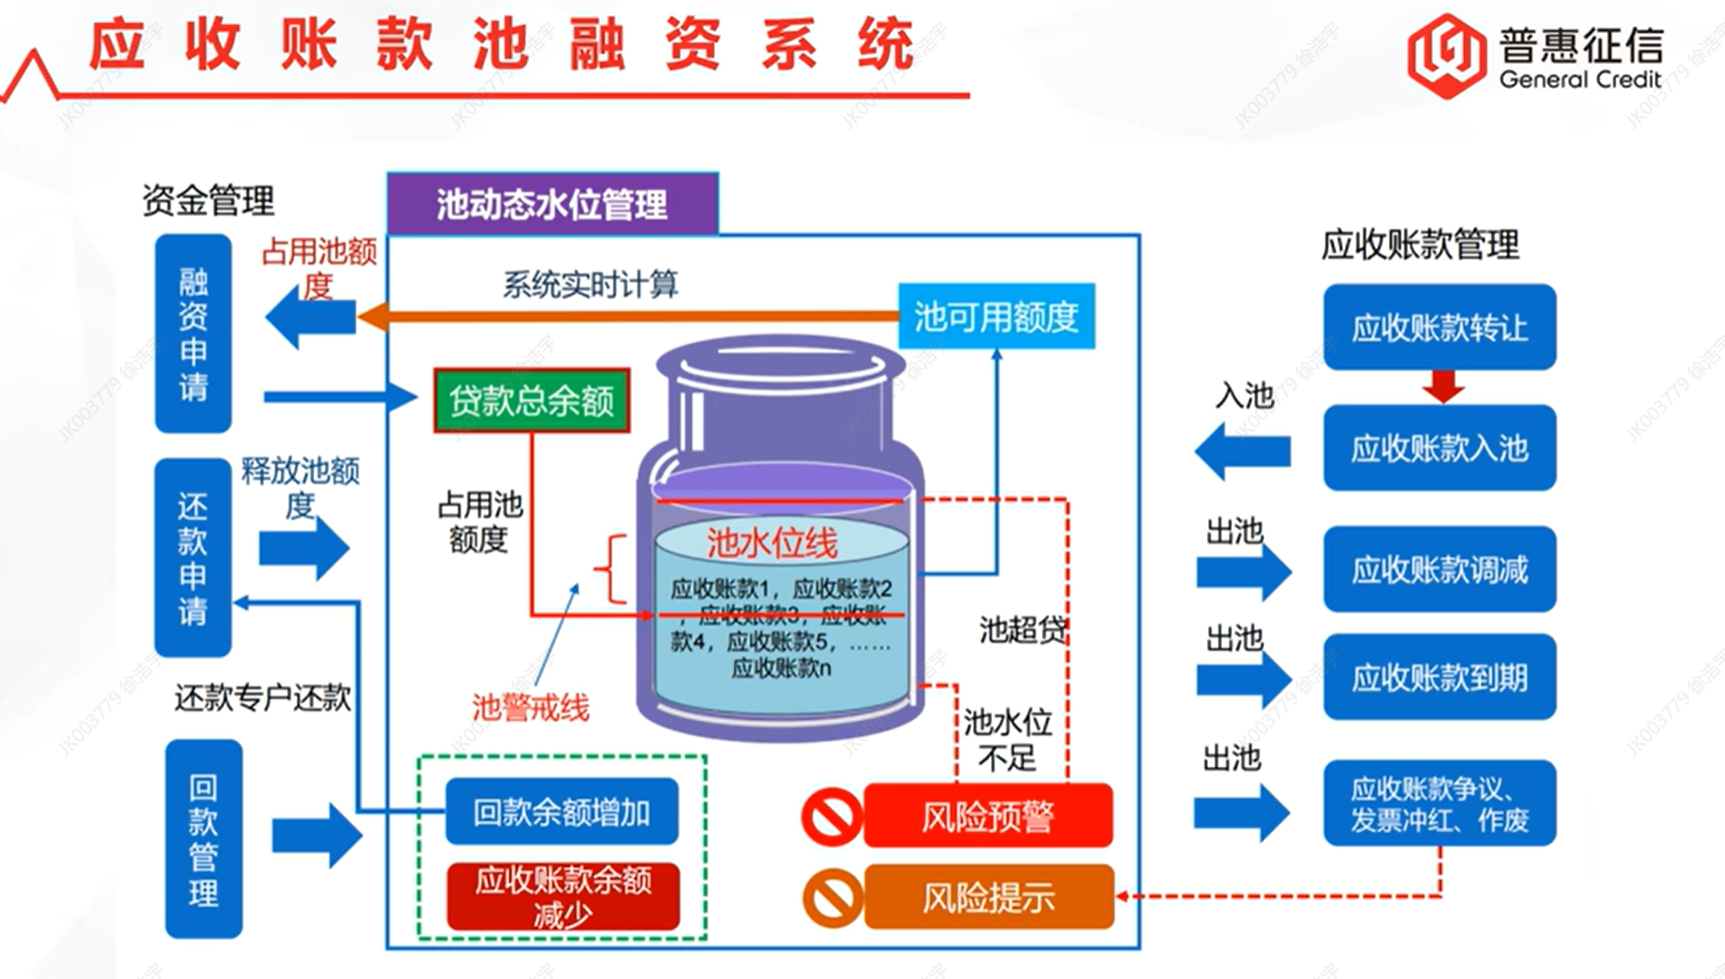 应收账款池融资系统
普惠征信
General Credit
资金管理
池动态水位管理
应收账款管理
融资申请
占用池额
度
系统实时计算
池可用额度
应收账款转让
贷款总余额
入池
应收账款入池
还款申请
释放池额
度
占用池
额度
池水位线
应收账款1，应收账款2
，应收账款3，应收账
款4，应收账款5，……
应收账款n
出池
应收账款调减
池超贷
出池
应收账款到期
还款专户还款
池警戒线
池水位
不足
回款管理
回款余额增加
应收账款余额
减少
风险预警
风险提示
出池
应收账款争议、
发票冲红、作废
JK003779 徐浩宇